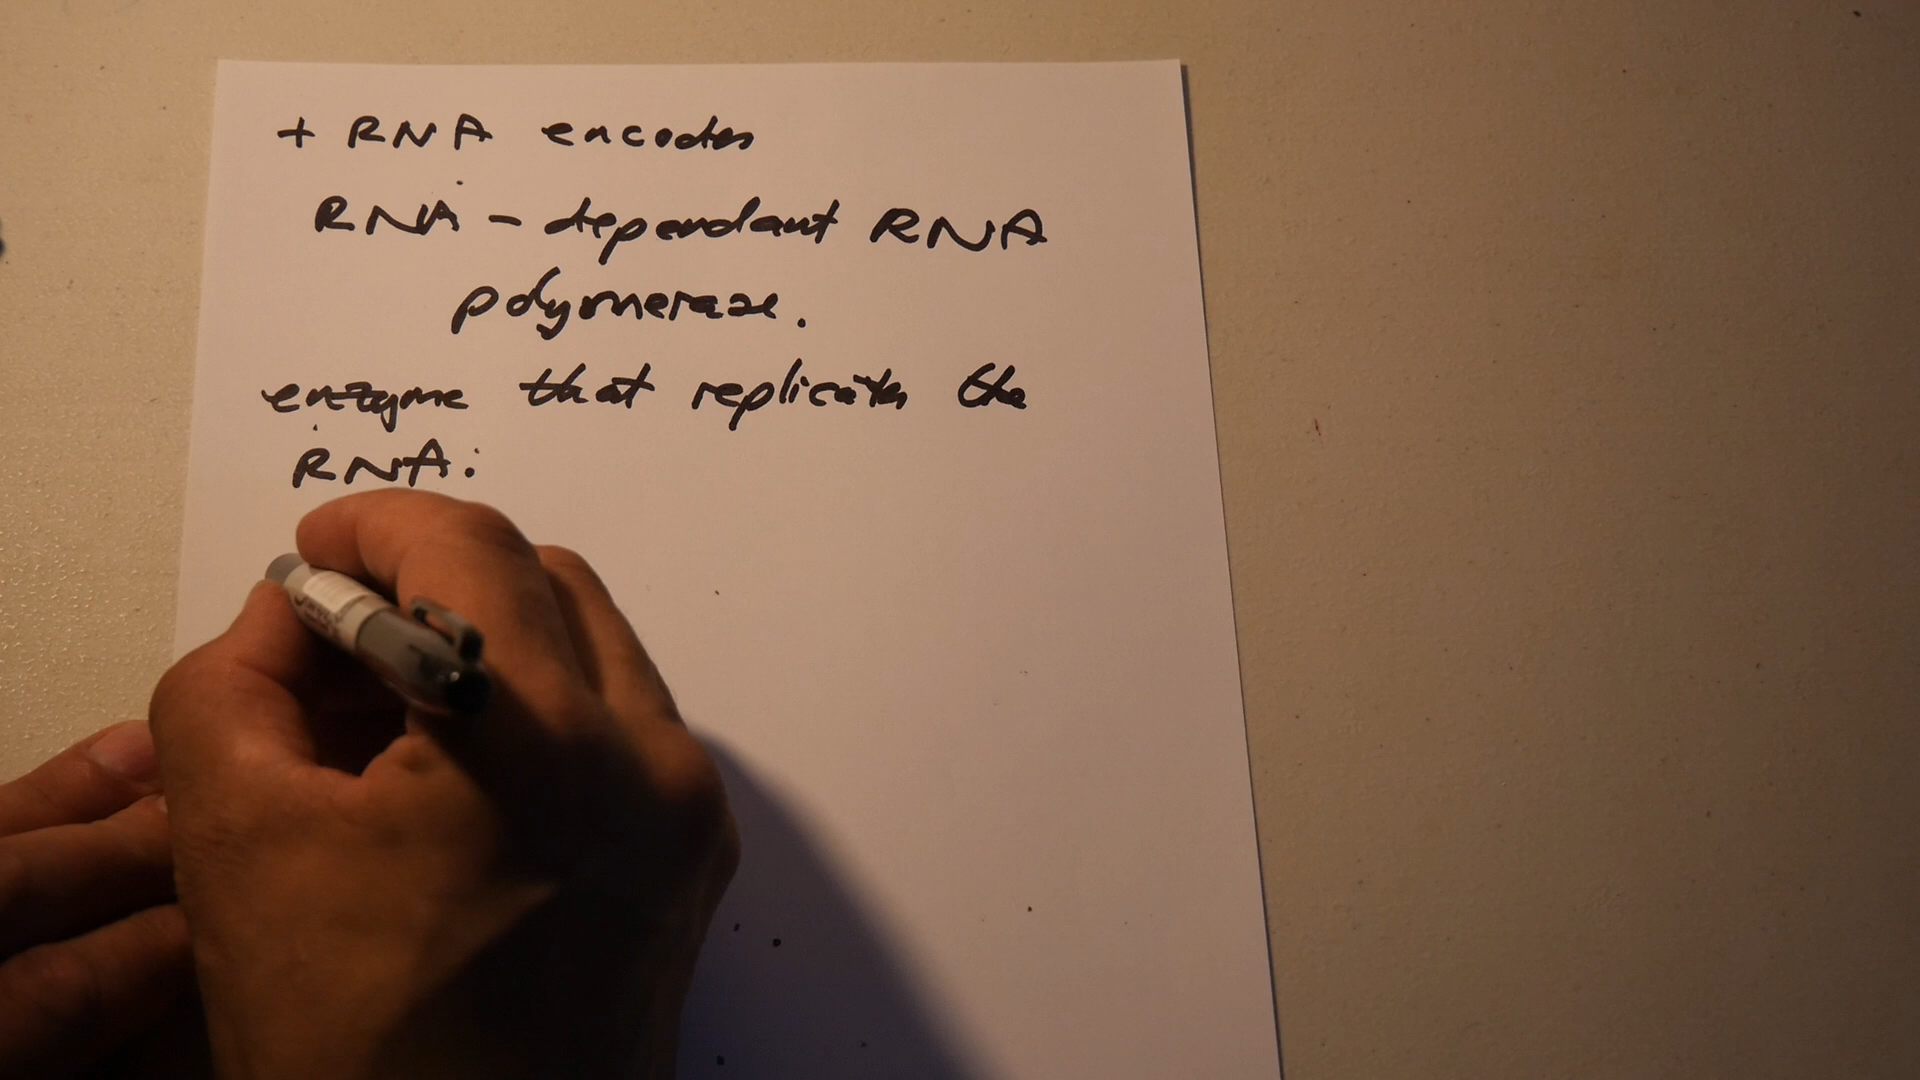 + RNA encodes
RNA - dependant RNA
polymerase.
enzyme that replicates the
RNA.